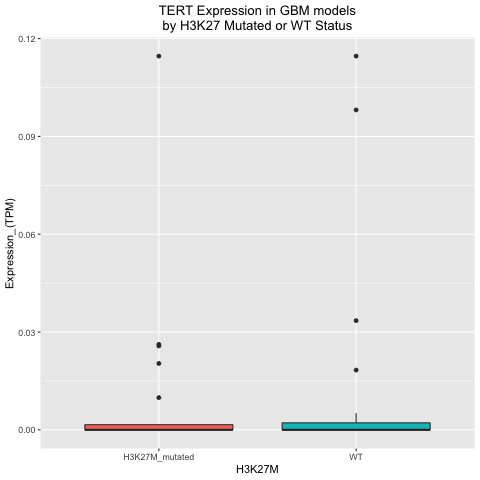 TERT Expression in GBM models
by H3K27 Mutated or WT Status
Expression_(TPM)
0.12
0.09
0.06
0.03
0.00
H3K27M_mutated WT
H3K27M